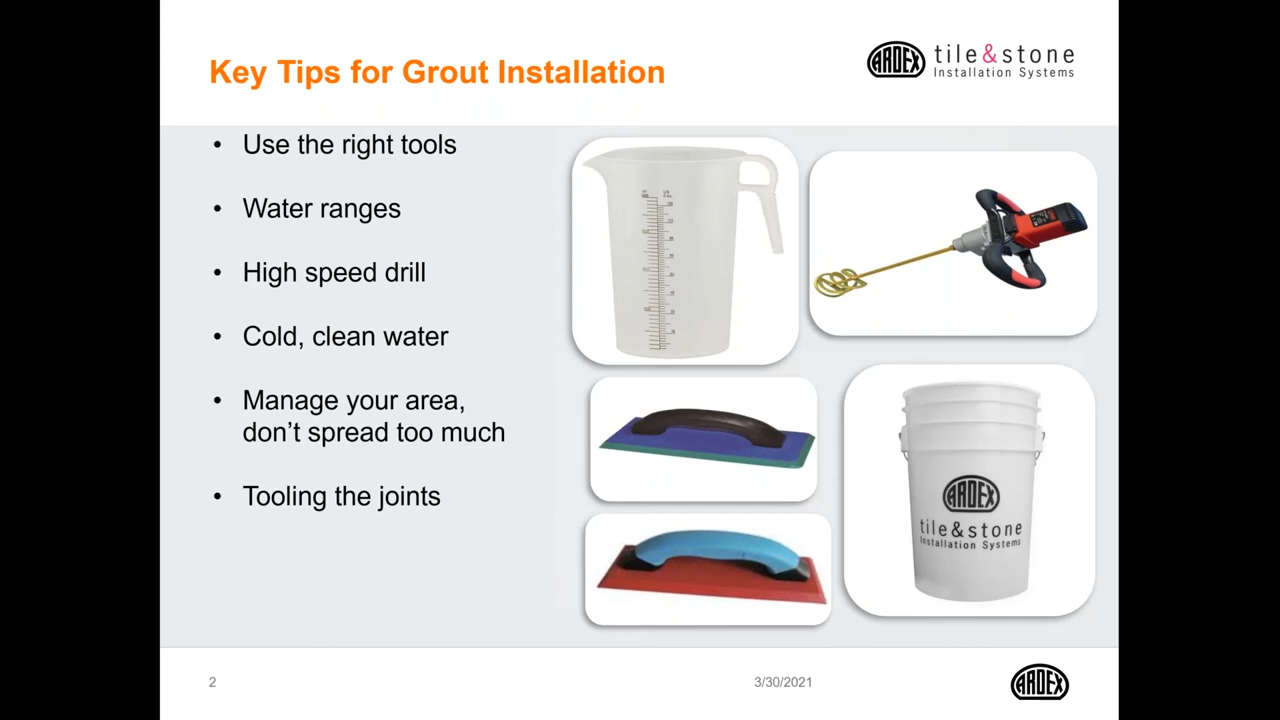 Key Tips for Grout Installation
ARDEX
tile&stone
Installation Systems
• Use the right tools
• Water ranges
• High speed drill
• Cold, clean water
• Manage your area,
don't spread too much
• Tooling the joints
ARDEX
tile&stone
Installation Systems
2
3/30/2021
ARDEX